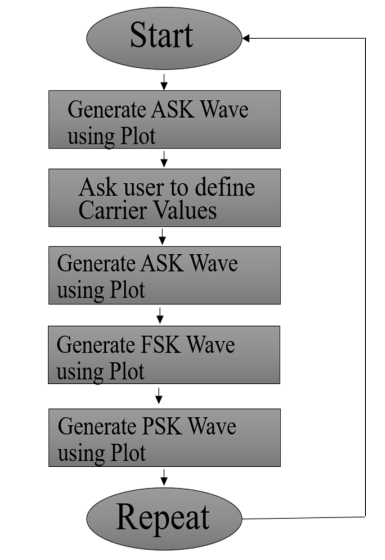 Start
Generate ASK Wave
using Plot
Ask user to define
Carrier Values
Generate ASK Wave
using Plot
Generate FSK Wave
using Plot
Generate PSK Wave
using Plot
Repeat